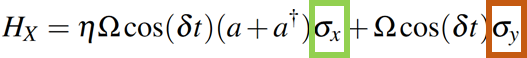 H_X = ηΩcos(δt)(a + a†)σ_x + Ωcos(δt)σ_y